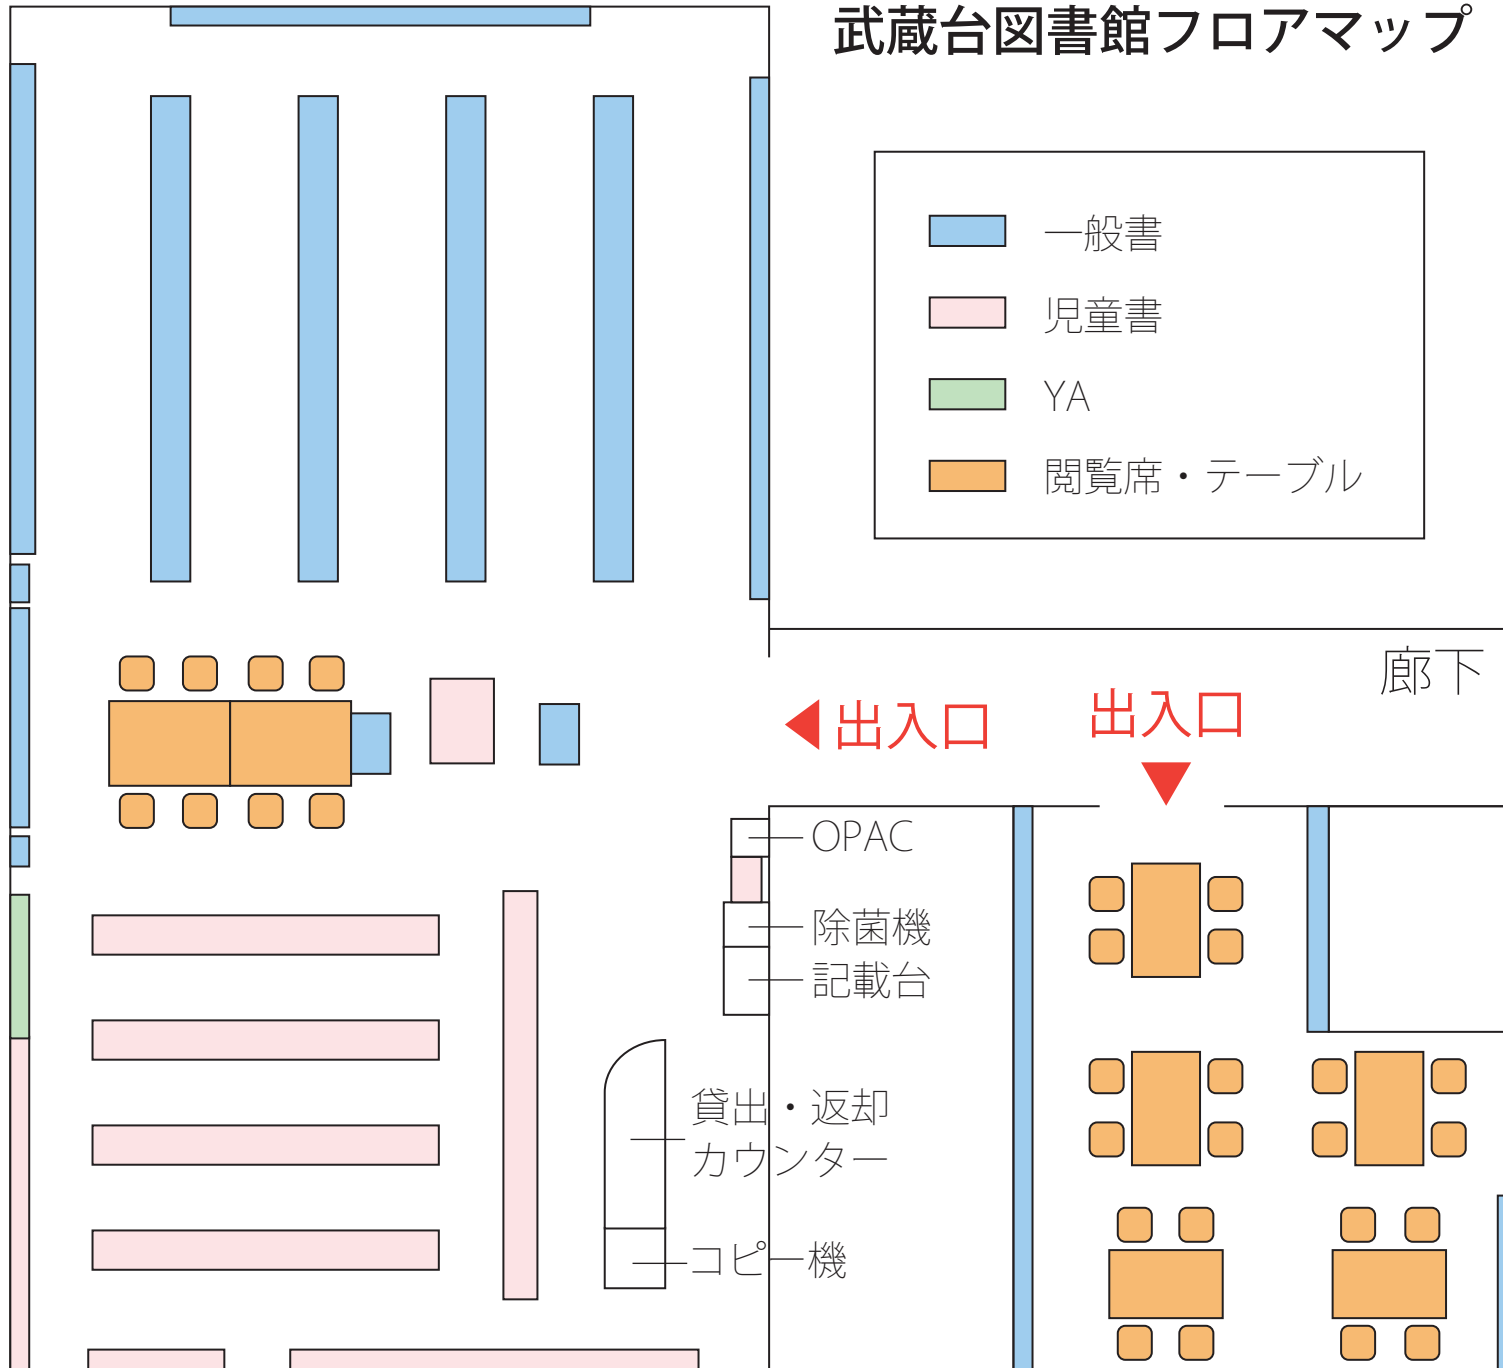 武蔵台図書館フロアマップ
一般書
児童書
YA
閲覧席・テーブル
廊下
出入口
出入口
OPAC
除菌機
記載台
貸出・返却
カウンター
コピー機